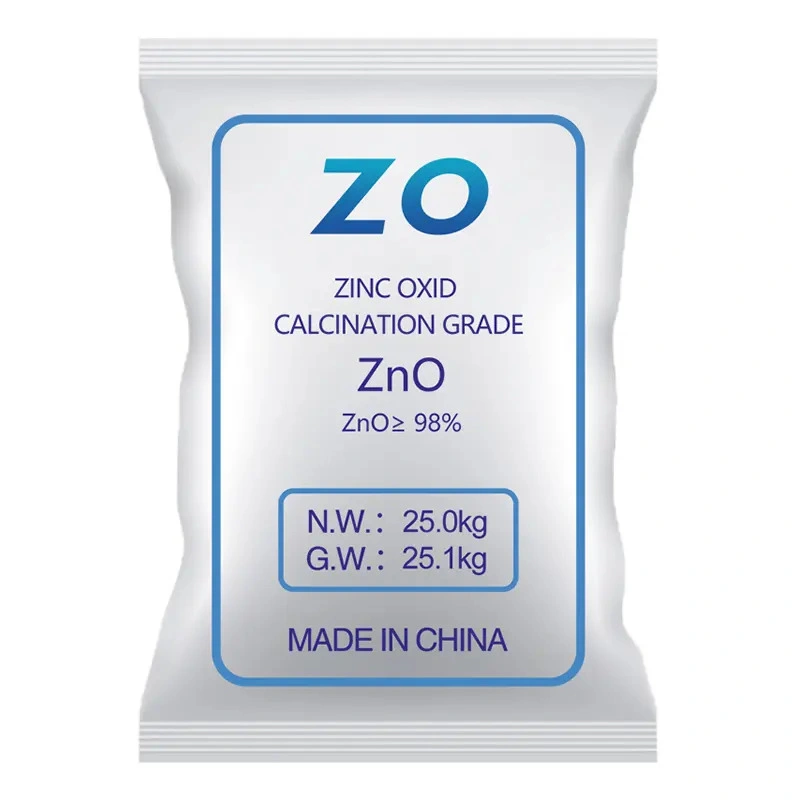 ZO
ZINC OXID
CALCINATION GRADE
ZnO
ZnO≥ 98%
N.W.: 25.0kg
G.W.: 25.1kg
MADE IN CHINA